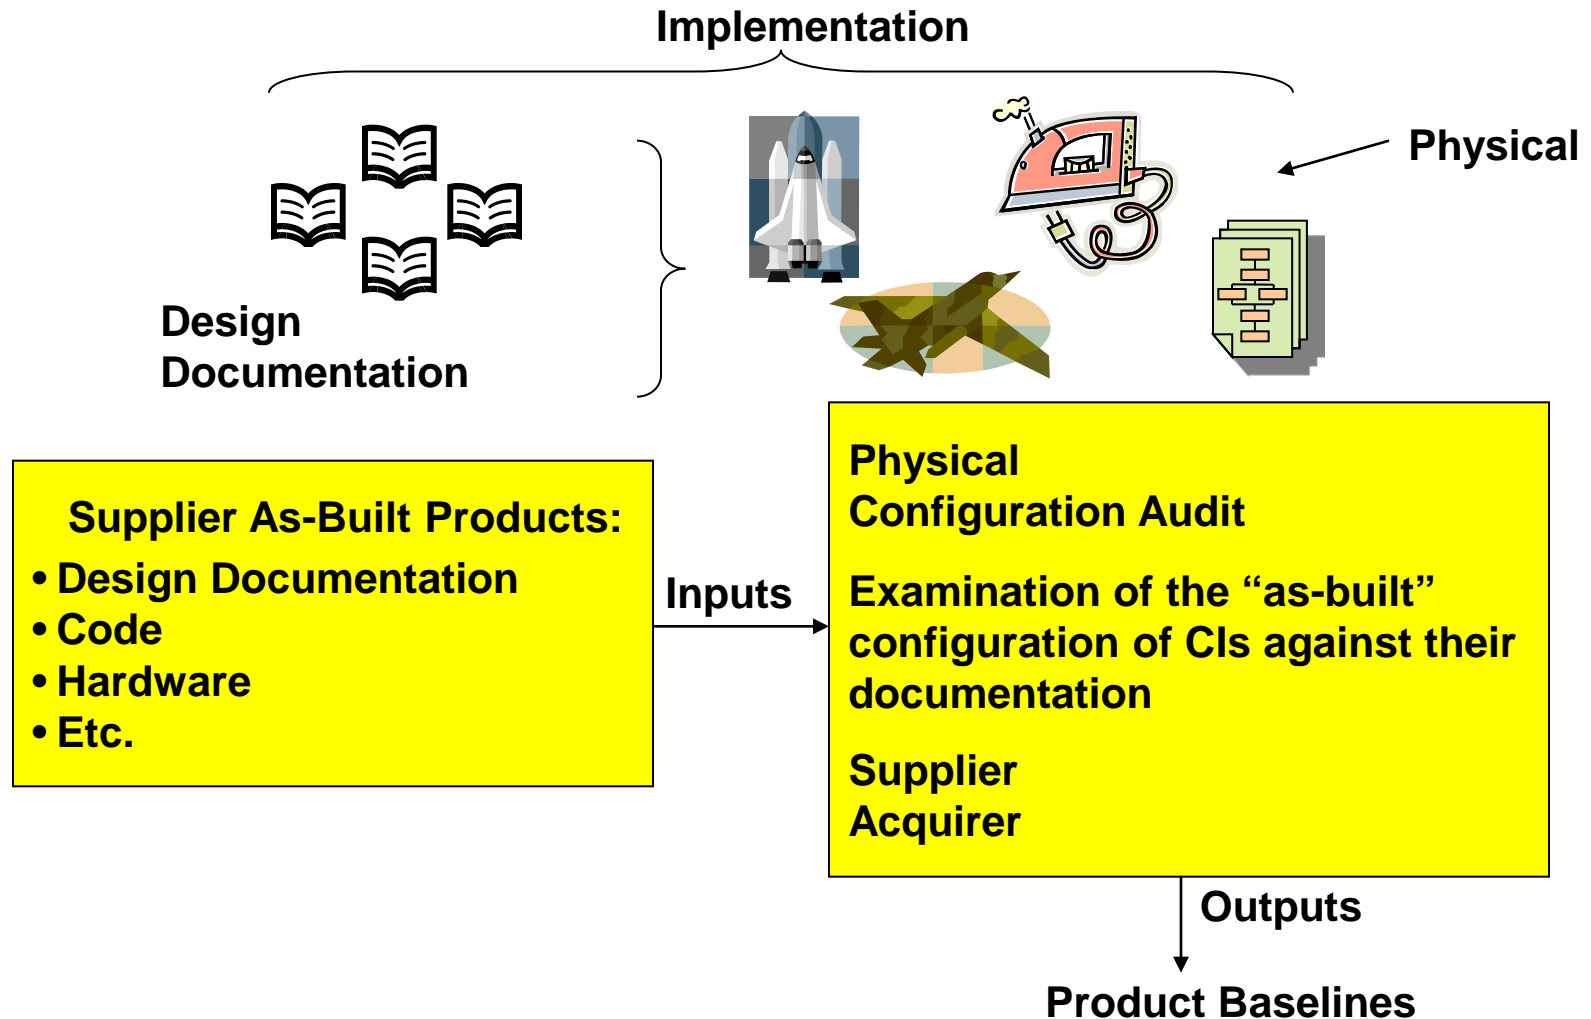 Implementation
Physical
Design
Documentation
Supplier As-Built Products:
• Design Documentation
• Code
• Hardware
• Etc.
Inputs
Physical
Configuration Audit
Examination of the “as-built”
configuration of CIs against their
documentation
Supplier
Acquirer
Outputs
Product Baselines